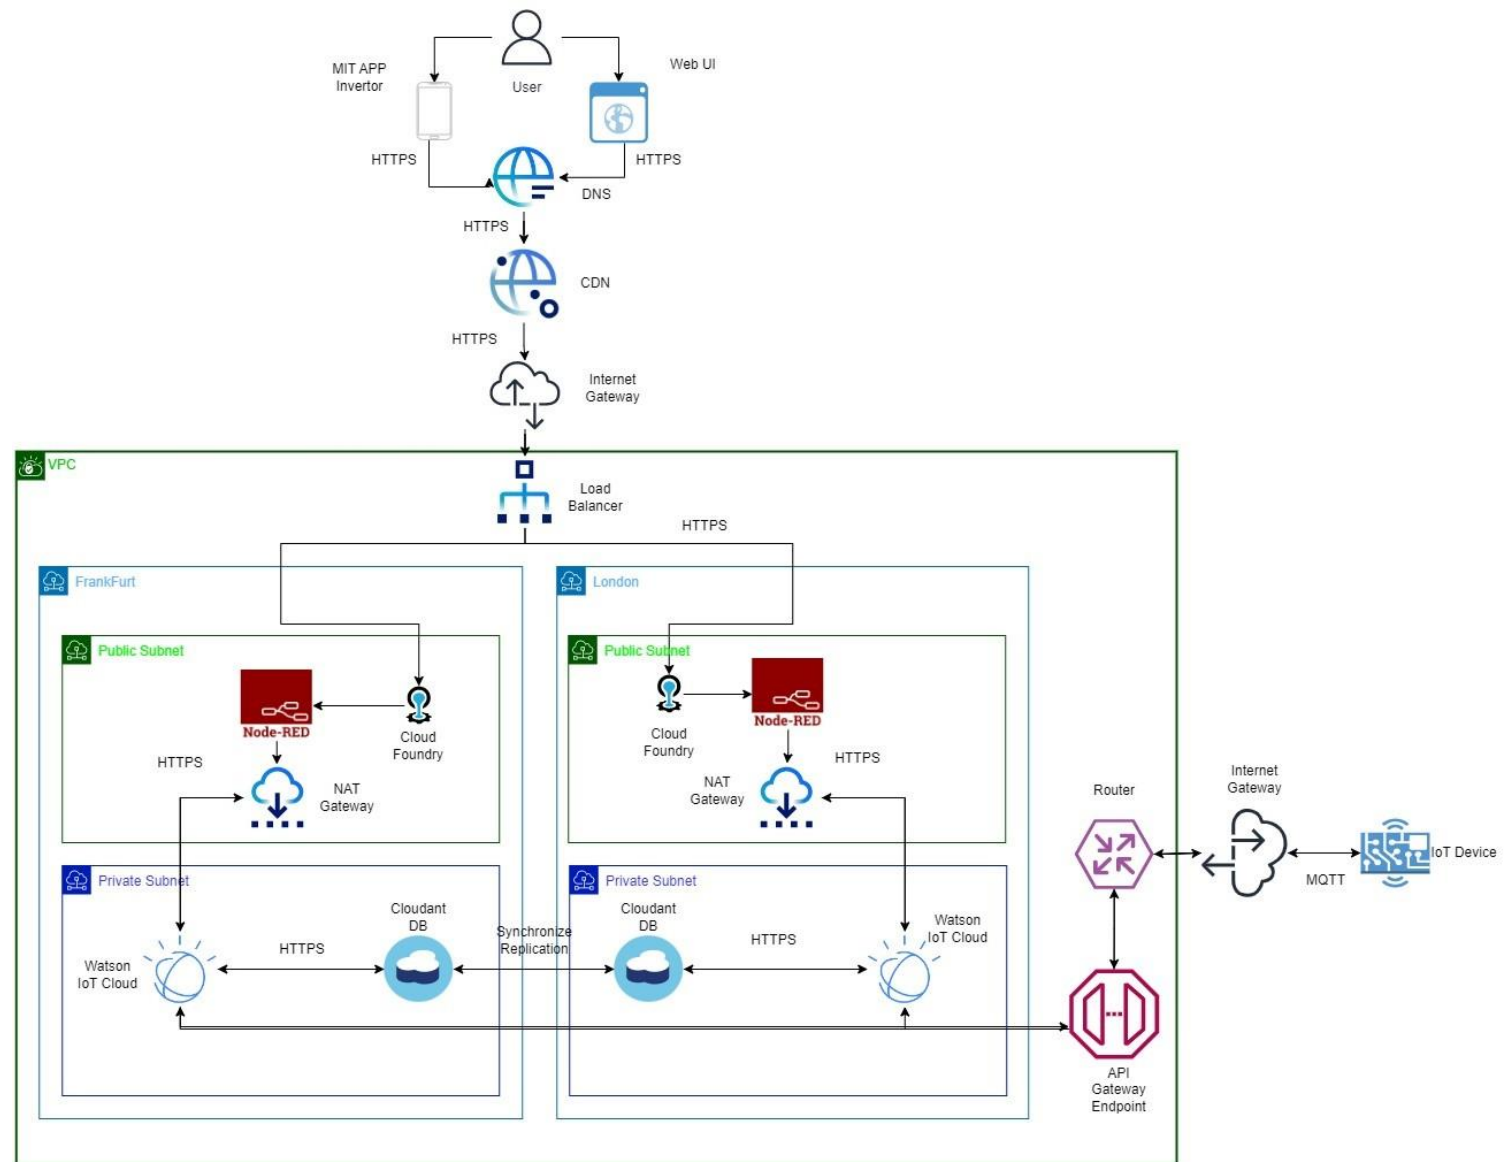 MIT APP
Invertor
User
Web UI
HTTPS
HTTPS
DNS
HTTPS
CDN
HTTPS
Internet
Gateway
VPC
Load
Balancer
HTTPS
FrankFurt
London
Public Subnet
Public Subnet
Node-RED
Cloud
Foundry
Cloud
Foundry
Node-RED
HTTPS
NAT
Gateway
NAT
Gateway
HTTPS
Router
Internet
Gateway
IoT Device
MQTT
Private Subnet
Private Subnet
Cloudant
DB
Cloudant
DB
Watson
IoT Cloud
HTTPS
Synchronize
Replication
HTTPS
Watson
IoT Cloud
API
Gateway
Endpoint